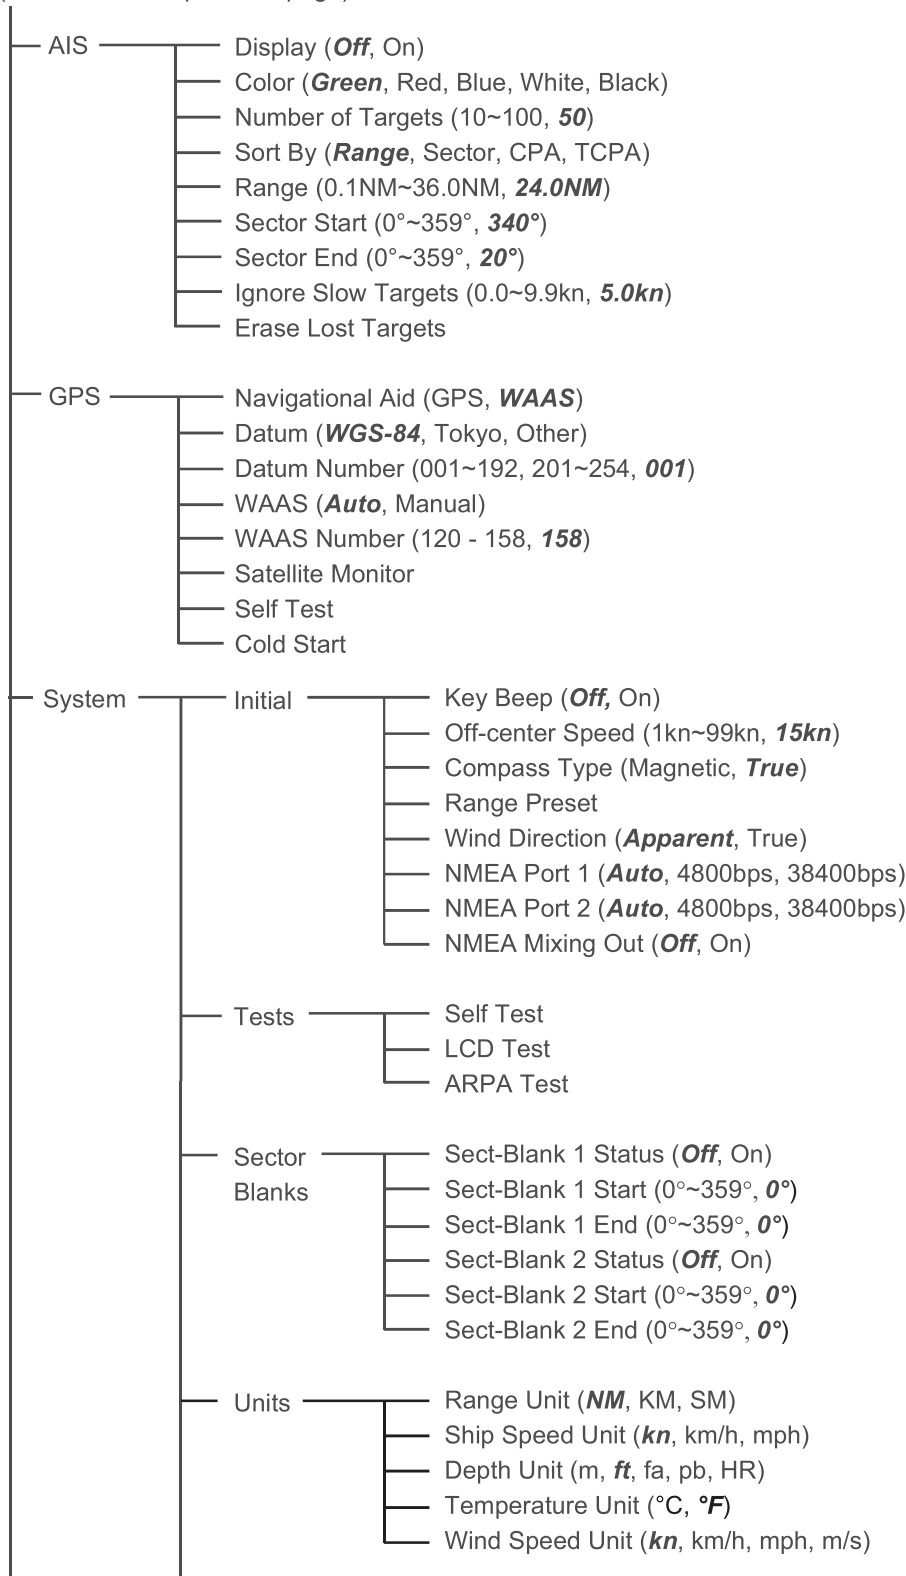 AIS
Display (Off, On)
Color (Green, Red, Blue, White, Black)
Number of Targets (10~100, 50)
Sort By (Range, Sector, CPA, TCPA)
Range (0.1NM~36.0NM, 24.0NM)
Sector Start (0°~359°, 340°)
Sector End (0°~359°, 20°)
Ignore Slow Targets (0.0~9.9kn, 5.0kn)
Erase Lost Targets
GPS
Navigational Aid (GPS, WAAS)
Datum (WGS-84, Tokyo, Other)
Datum Number (001~192, 201~254, 001)
WAAS (Auto, Manual)
WAAS Number (120 - 158, 158)
Satellite Monitor
Self Test
Cold Start
System
Initial
Key Beep (Off, On)
Off-center Speed (1kn~99kn, 15kn)
Compass Type (Magnetic, True)
Range Preset
Wind Direction (Apparent, True)
NMEA Port 1 (Auto, 4800bps, 38400bps)
NMEA Port 2 (Auto, 4800bps, 38400bps)
NMEA Mixing Out (Off, On)
Tests
Self Test
LCD Test
ARPA Test
Sector
Blanks
Sect-Blank 1 Status (Off, On)
Sect-Blank 1 Start (0°~359°, 0°)
Sect-Blank 1 End (0°~359°, 0°)
Sect-Blank 2 Status (Off, On)
Sect-Blank 2 Start (0°~359°, 0°)
Sect-Blank 2 End (0°~359°, 0°)
Units
Range Unit (NM, KM, SM)
Ship Speed Unit (kn, km/h, mph)
Depth Unit (m, ft, fa, pb, HR)
Temperature Unit (°C, °F)
Wind Speed Unit (kn, km/h, mph, m/s)